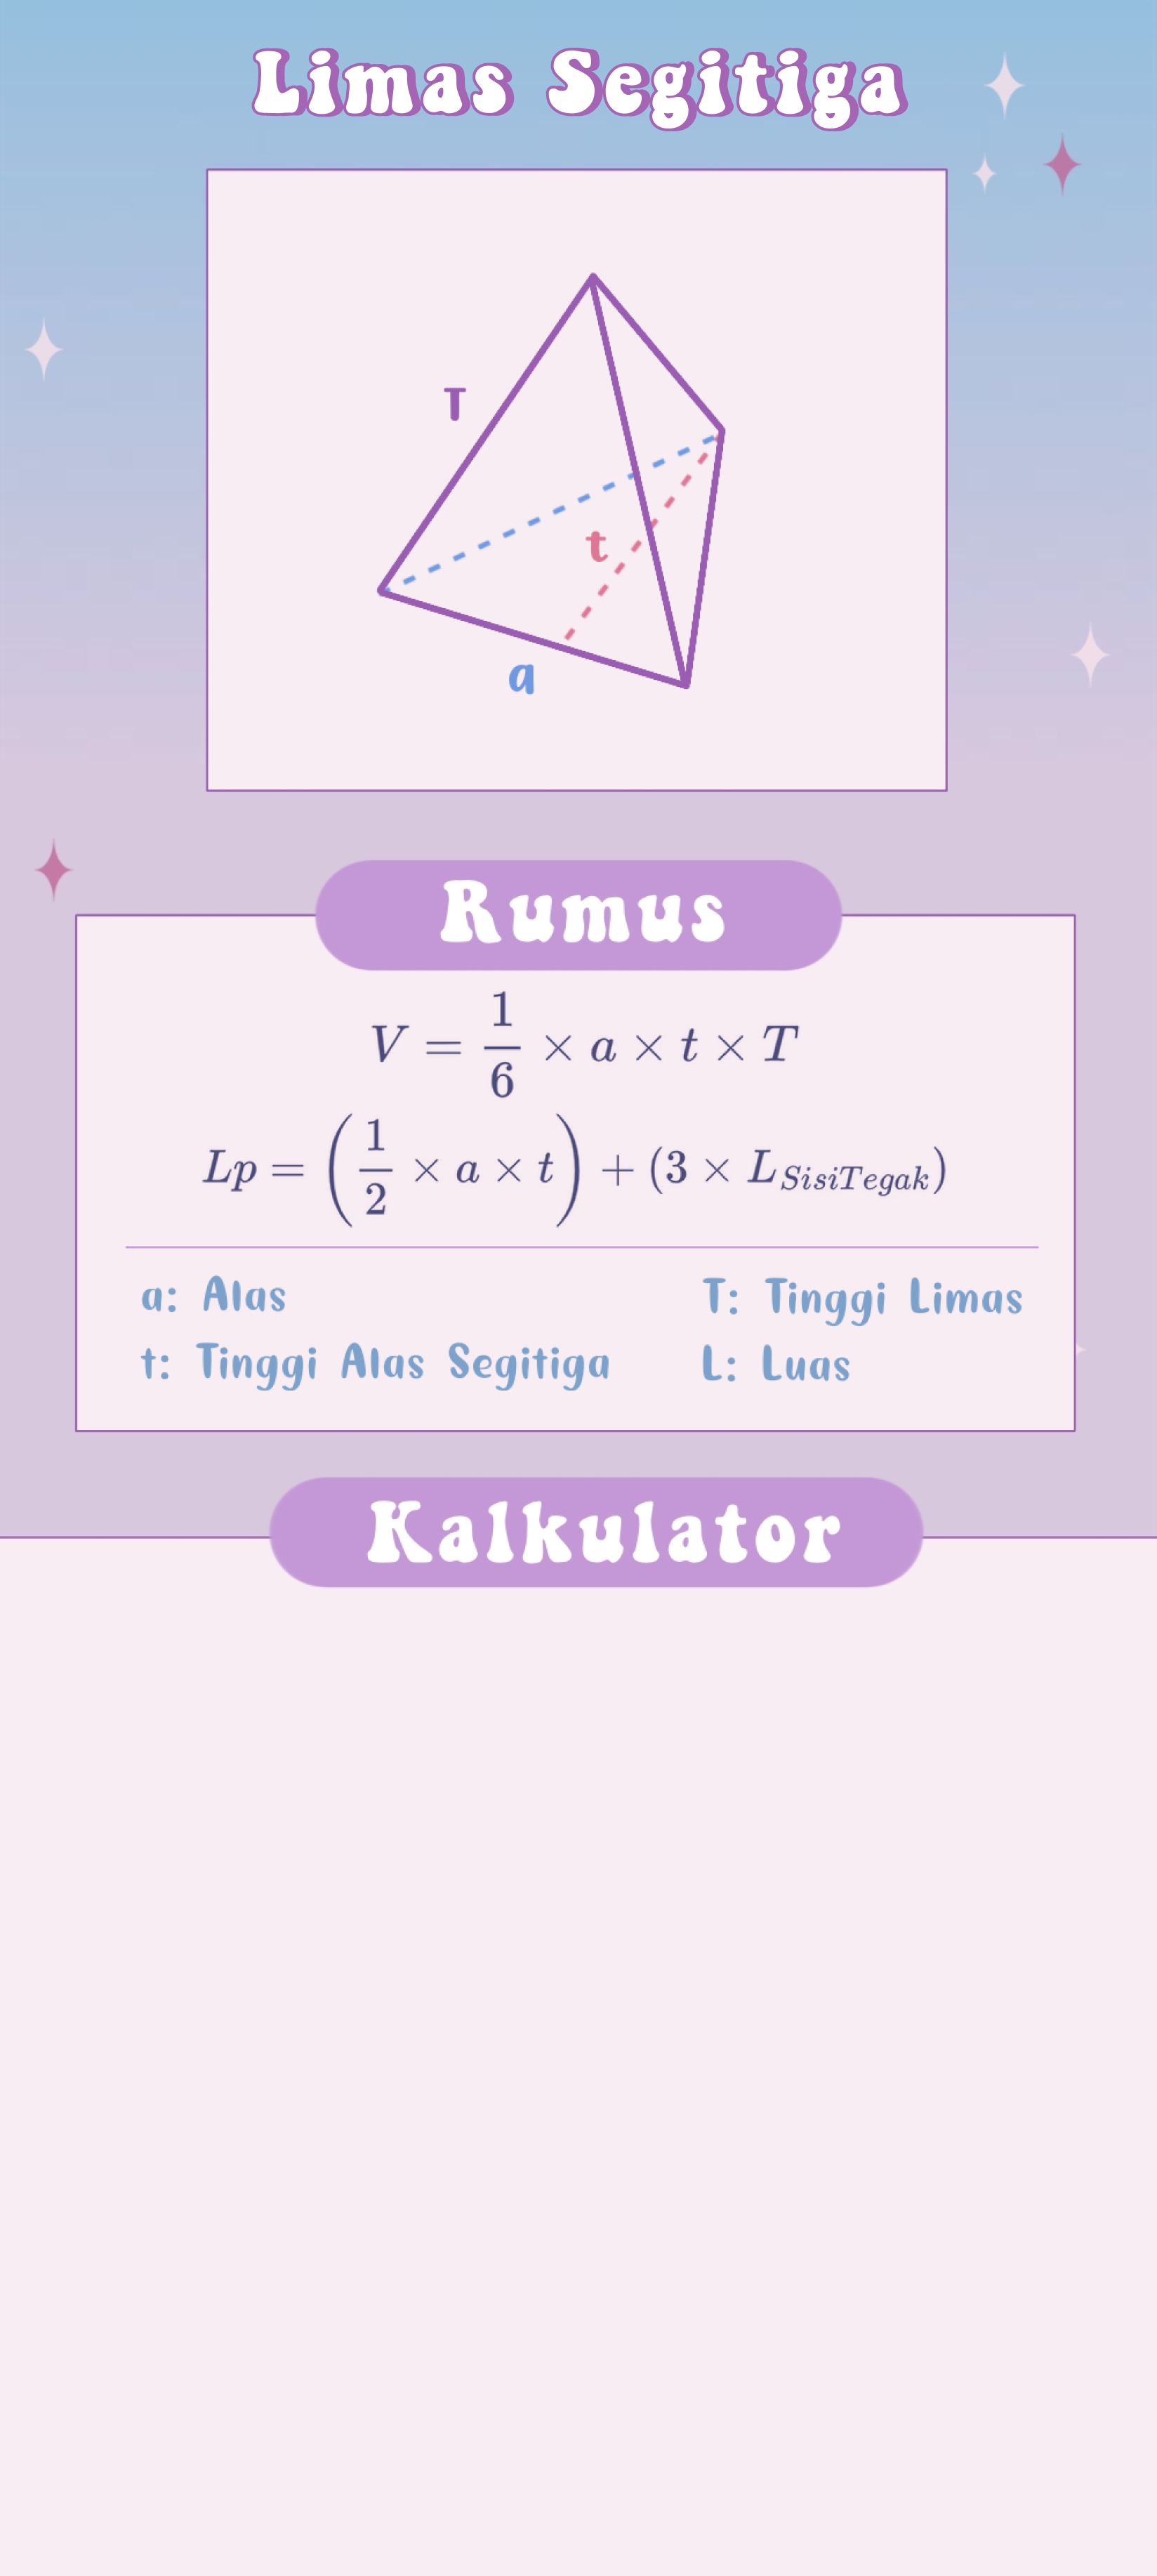 Limas Segitiga
T
t
a
Rumus
V = 1/6 × a × t × T
Lp = (1/2 × a × t) + (3 × L_SisiTegak)
a: Alas
T: Tinggi Limas
t: Tinggi Alas Segitiga
L: Luas
Kalkulator